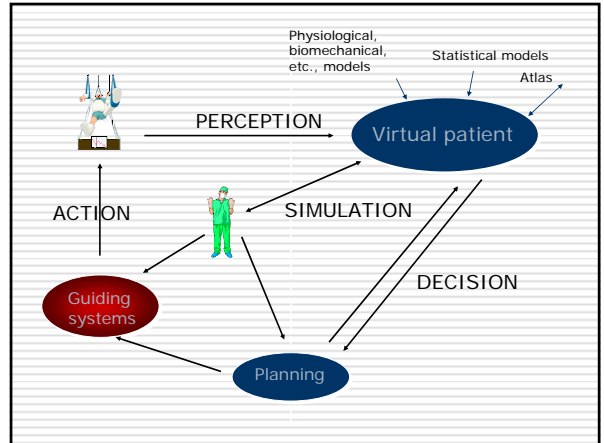 Physiological,
biomechanical,
etc., models
Statistical models
Atlas
PERCEPTION
Virtual patient
ACTION
SIMULATION
DECISION
Guiding
systems
Planning